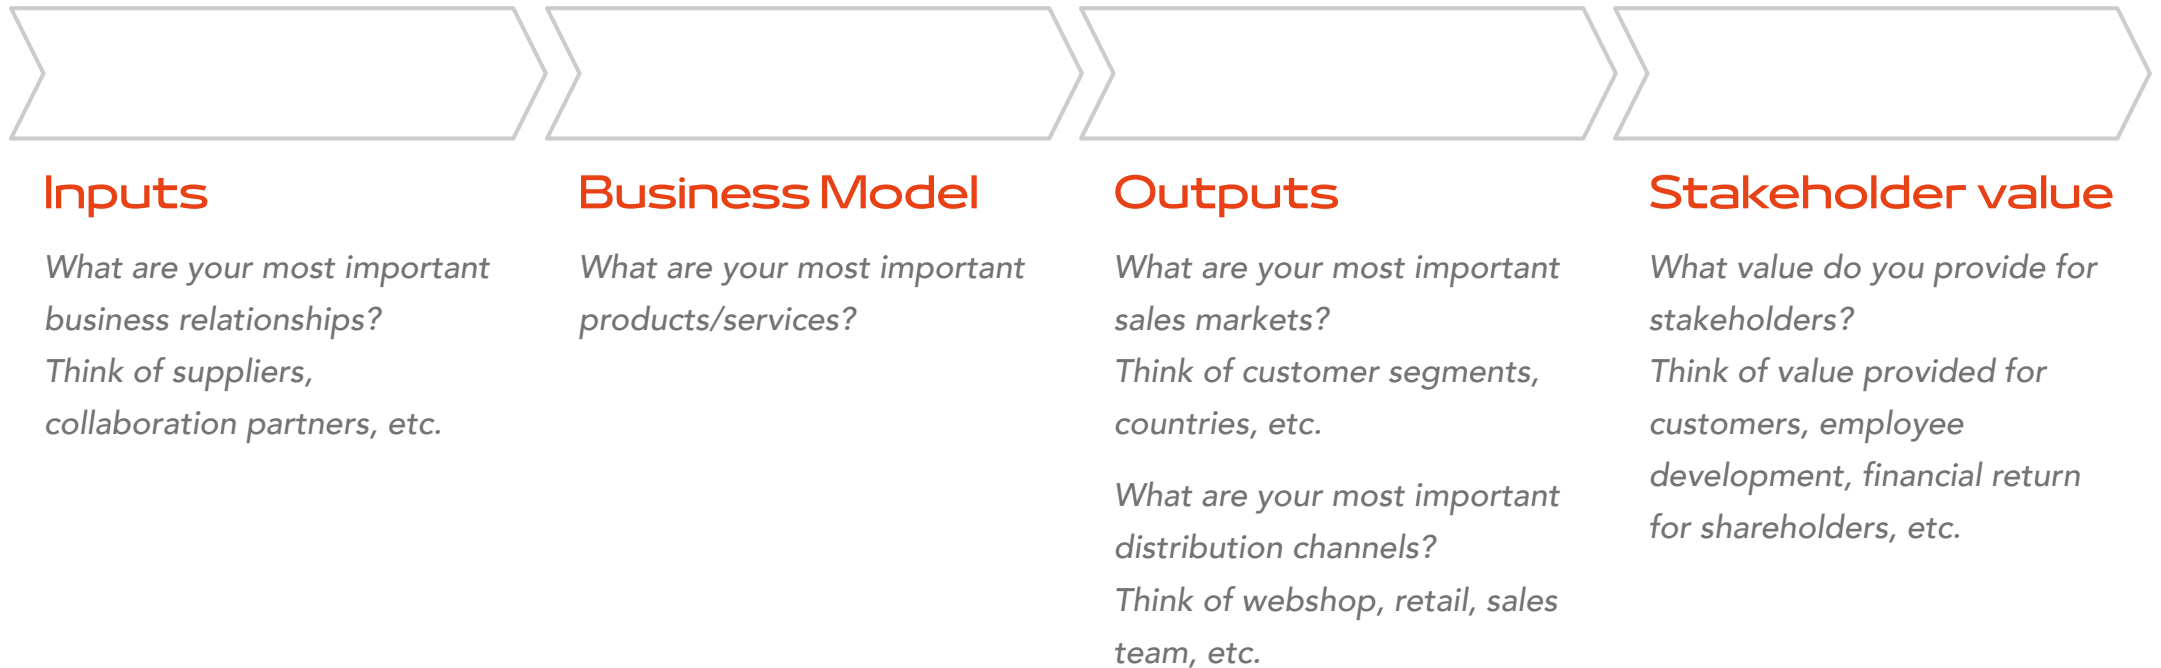 Inputs
What are your most important
business relationships?
Think of suppliers,
collaboration partners, etc.
Business Model
What are your most important
products/services?
Outputs
What are your most important
sales markets?
Think of customer segments,
countries, etc.
What are your most important
distribution channels?
Think of webshop, retail, sales
team, etc.
Stakeholder value
What value do you provide for
stakeholders?
Think of value provided for
customers, employee
development, financial return
for shareholders, etc.